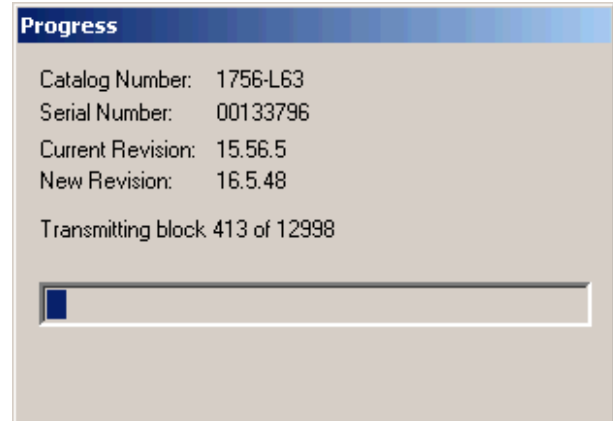 Progress
Catalog Number: 1756-L63
Serial Number: 00133796
Current Revision: 15.56.5
New Revision: 16.5.48
Transmitting block 413 of 12998